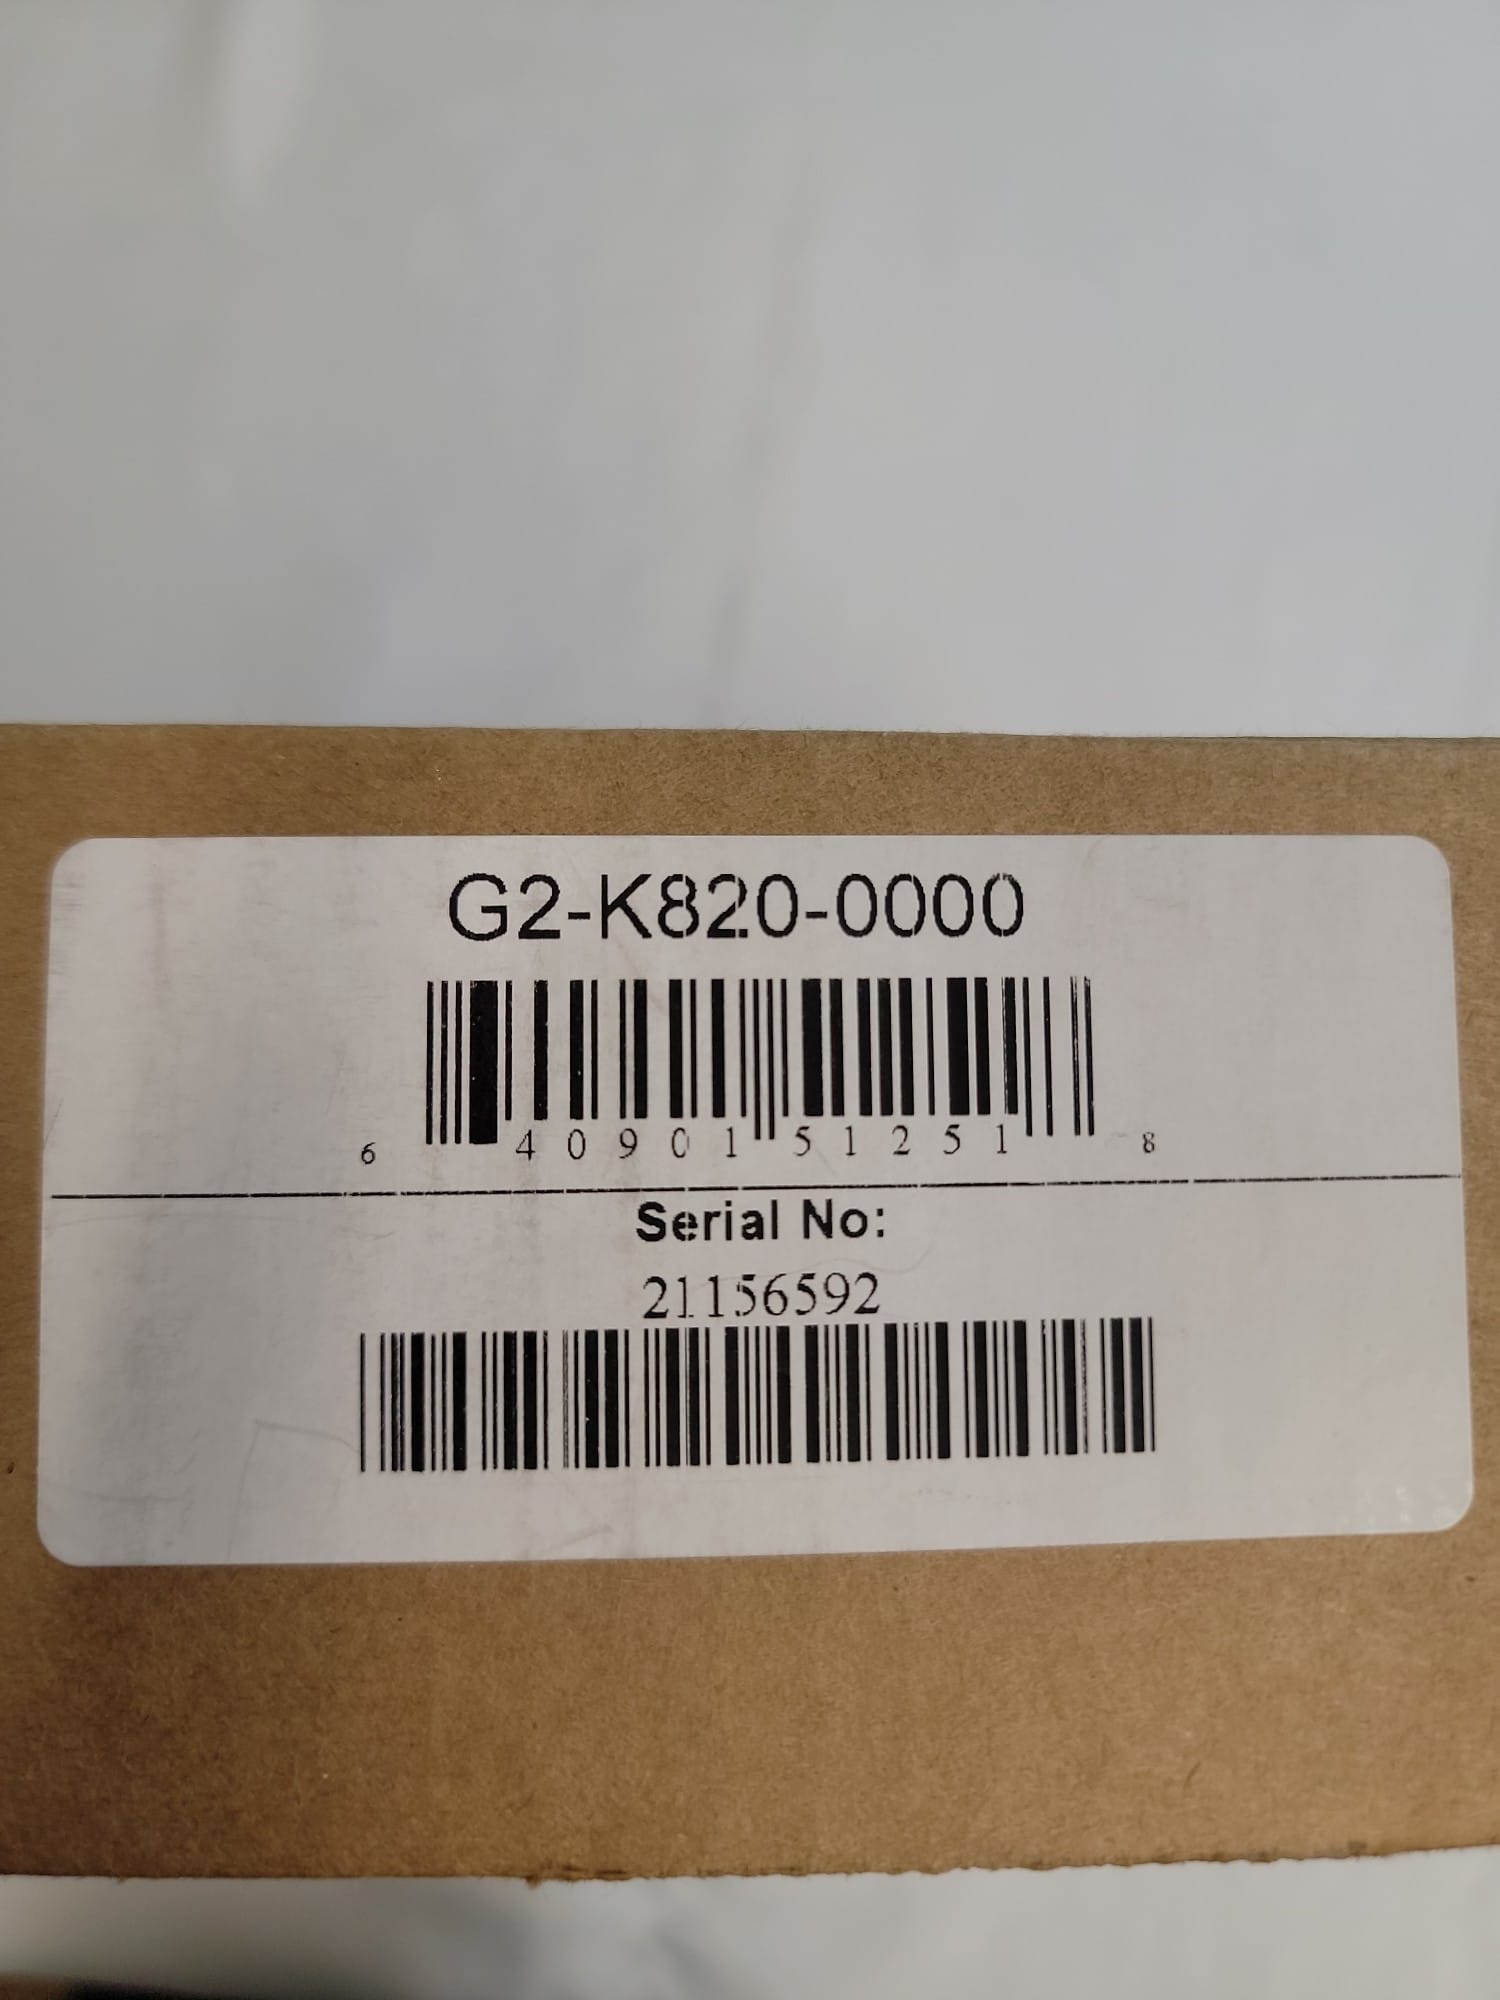 G2-K820-0000
6 40901 51251 8
Serial No:
21156592